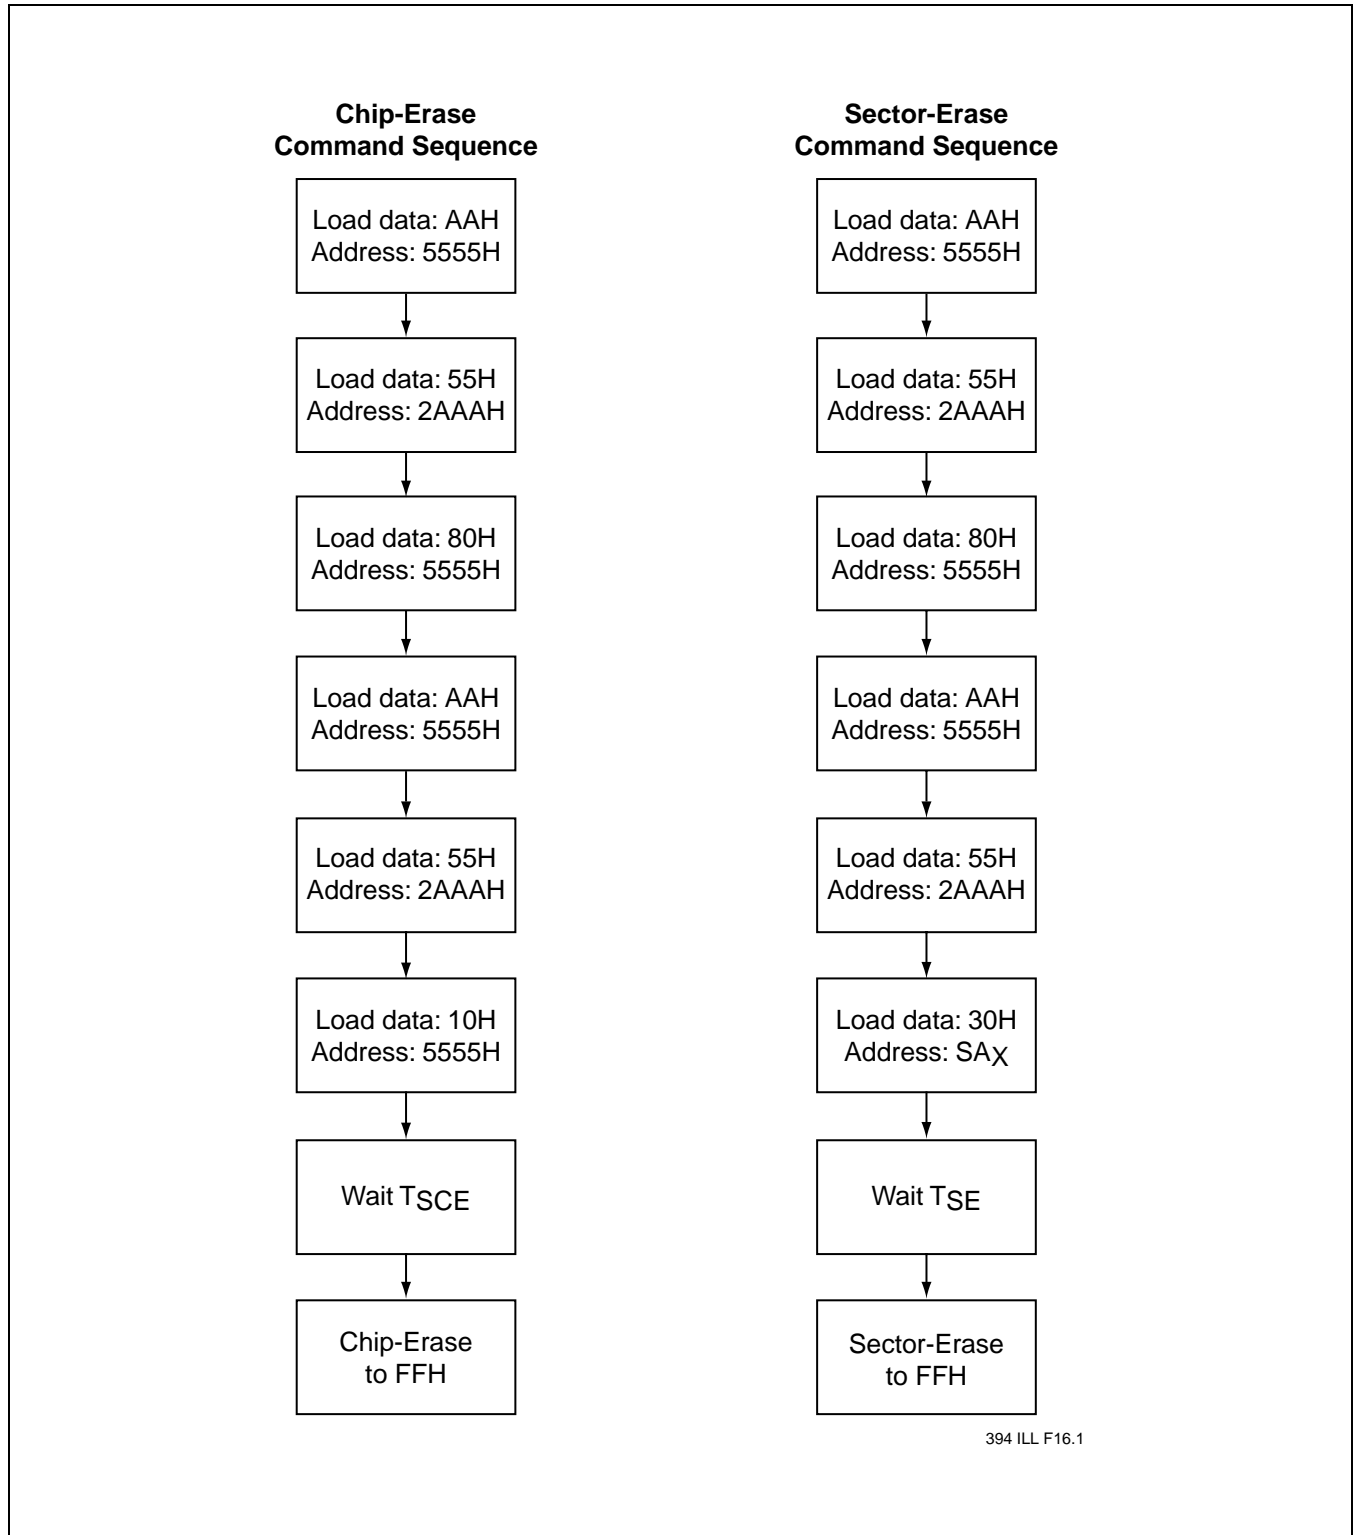 Chip-Erase
Command Sequence
Load data: AAH
Address: 5555H
Load data: 55H
Address: 2AAAH
Load data: 80H
Address: 5555H
Load data: AAH
Address: 5555H
Load data: 55H
Address: 2AAAH
Load data: 10H
Address: 5555H
Wait TSCE
Chip-Erase
to FFH
Sector-Erase
Command Sequence
Load data: AAH
Address: 5555H
Load data: 55H
Address: 2AAAH
Load data: 80H
Address: 5555H
Load data: AAH
Address: 5555H
Load data: 55H
Address: 2AAAH
Load data: 30H
Address: SAX
Wait TSE
Sector-Erase
to FFH
394 ILL F16.1